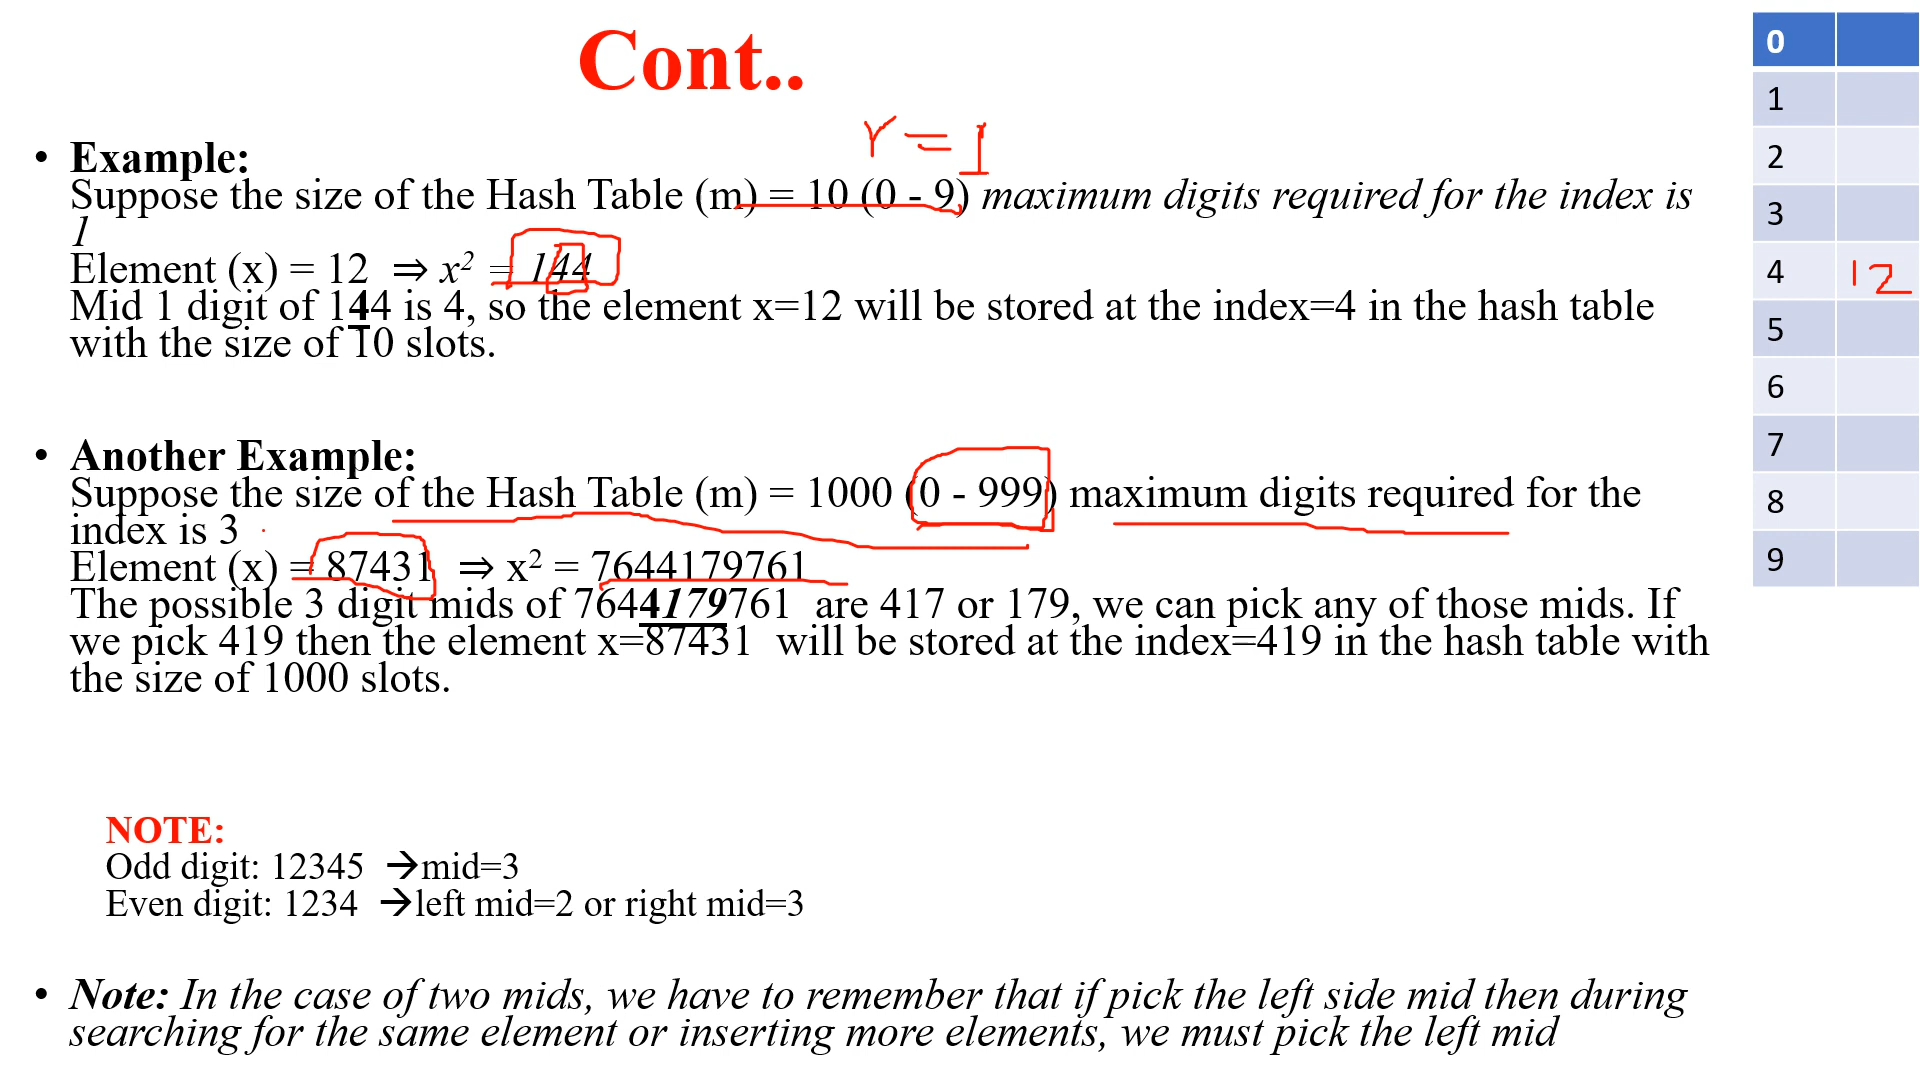 Cont..
r = 1
• Example:
Suppose the size of the Hash Table (m) = 10 (0 - 9) maximum digits required for the index is
1
Element (x) = 12 ⇒ x² = 144
Mid 1 digit of 144 is 4, so the element x=12 will be stored at the index=4 in the hash table
with the size of 10 slots.
• Another Example:
Suppose the size of the Hash Table (m) = 1000 (0 - 999) maximum digits required for the
index is 3
Element (x) = 87431 ⇒ x² = 7644179761
The possible 3 digit mids of 7644179761 are 417 or 179, we can pick any of those mids. If
we pick 419 then the element x=87431 will be stored at the index=419 in the hash table with
the size of 1000 slots.
NOTE:
Odd digit: 12345 →mid=3
Even digit: 1234 →left mid=2 or right mid=3
• Note: In the case of two mids, we have to remember that if pick the left side mid then during
searching for the same element or inserting more elements, we must pick the left mid
0
1
2
3
4 12
5
6
7
8
9